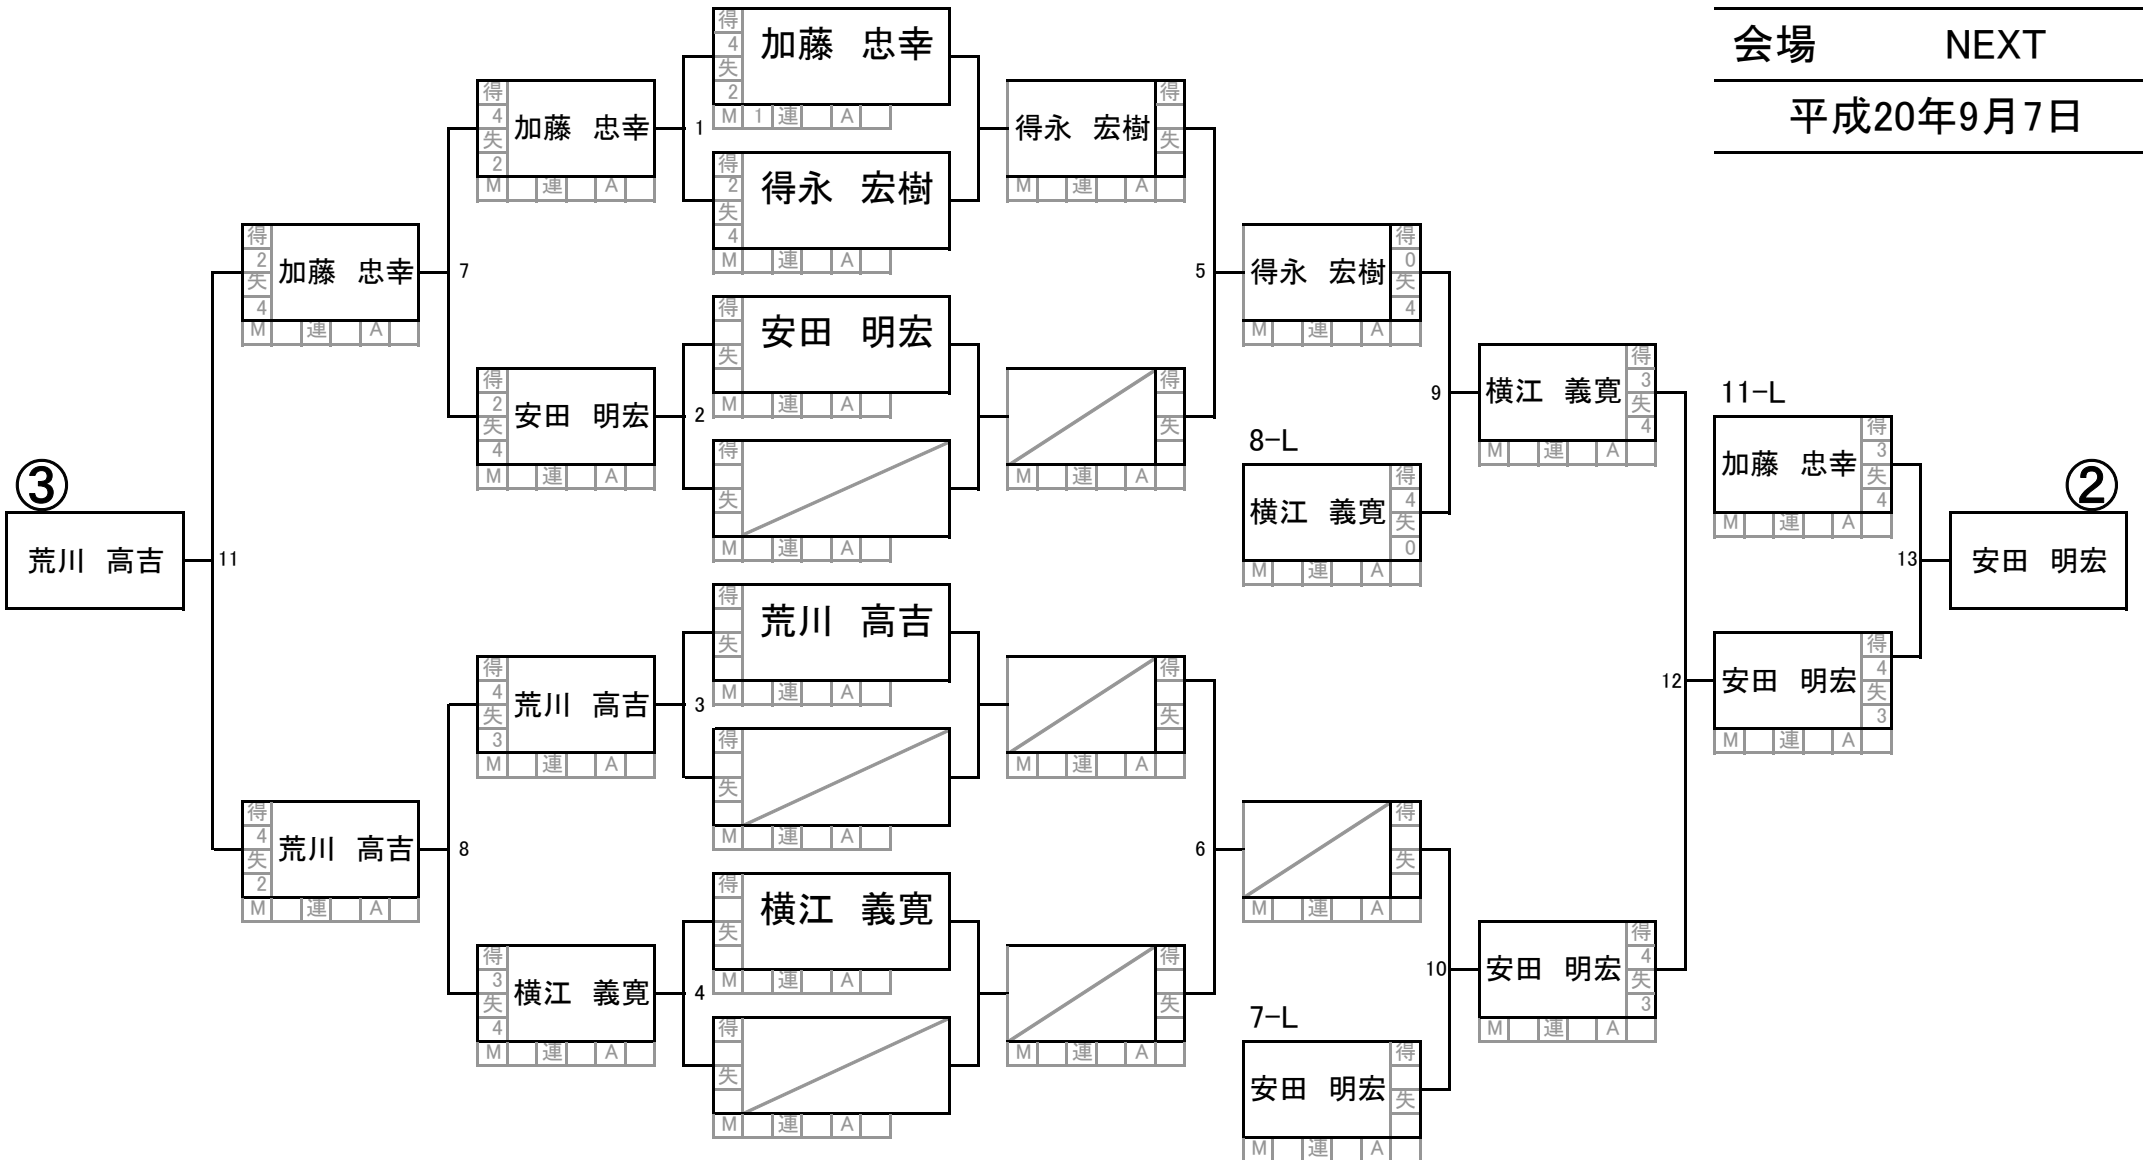 会場 NEXT
平成20年9月7日
得 4 失 2 加藤 忠幸
M 1 連 A
得 4 失 2 加藤 忠幸
M 連 A
1
得永 宏樹 得 失
M 連 A
得 2 失 4 得永 宏樹
M 連 A
得 2 失 4 加藤 忠幸
M 連 A
7
5
得永 宏樹 得 0 失 4
M 連 A
得 失 安田 明宏
M 連 A
得 2 失 4 安田 明宏
M 連 A
2
得 失
M 連 A
得 失
M 連 A
9
横江 義寛 得 3 失 4
M 連 A
8-L
横江 義寛 得 4 失 0
M 連 A
11-L
加藤 忠幸 得 3 失 4
M 連 A
③
荒川 高吉
11
13
②
安田 明宏
得 失 荒川 高吉
M 連 A
得 4 失 3 荒川 高吉
M 連 A
3
得 失
M 連 A
得 失
M 連 A
12
安田 明宏 得 4 失 3
M 連 A
得 4 失 2 荒川 高吉
M 連 A
8
6
得 失
M 連 A
得 失 横江 義寛
M 連 A
得 3 失 4 横江 義寛
M 連 A
4
得 失
M 連 A
得 失
M 連 A
10
安田 明宏 得 4 失 3
M 連 A
7-L
安田 明宏 得 失
M 連 A